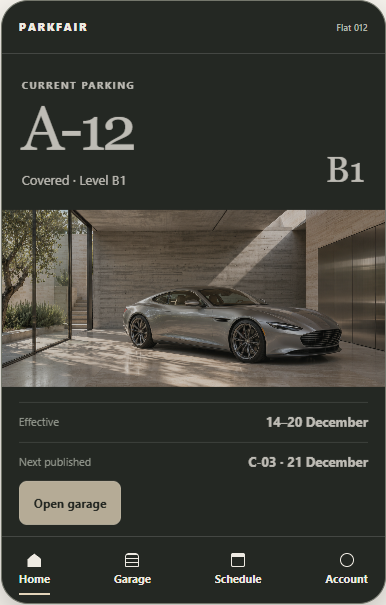 PARKFAIR
Flat 012
CURRENT PARKING
A-12
Covered · Level B1
B1
Effective
14–20 December
Next published
C-03 · 21 December
Open garage
Home
Garage
Schedule
Account